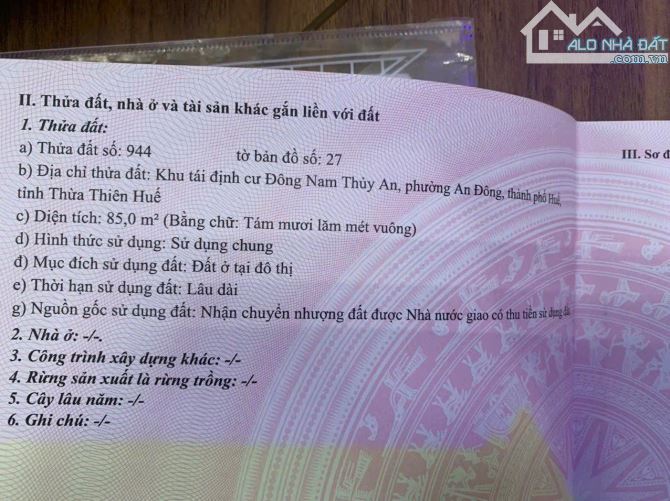 ALO NHÀ ĐẤT
.com.vn
II. Thửa đất, nhà ở và tài sản khác gắn liền với đất
1. Thửa đất:
a) Thửa đất số: 944 tờ bản đồ số: 27
b) Địa chỉ thửa đất: Khu tái định cư Đông Nam Thủy An, phường An Đông, thành phố Huế,
tỉnh Thừa Thiên Huế
c) Diện tích: 85,0 m² (Bằng chữ: Tám mươi lăm mét vuông)
d) Hình thức sử dụng: Sử dụng chung
đ) Mục đích sử dụng đất: Đất ở tại đô thị
e) Thời hạn sử dụng đất: Lâu dài
g) Nguồn gốc sử dụng đất: Nhận chuyển nhượng đất được Nhà nước giao có thu tiền sử dụng đất
2. Nhà ở: -/-.
3. Công trình xây dựng khác: -/-
4. Rừng sản xuất là rừng trồng: -/-
5. Cây lâu năm: -/-
6. Ghi chú: -/-
III. Sơ đ